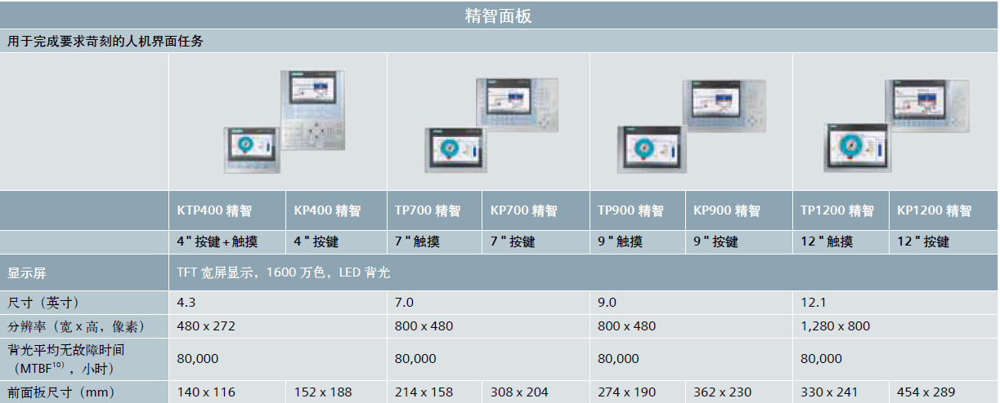 精智面板
用于完成要求苛刻的人机界面任务
KTP400 精智 KP400 精智 TP700 精智 KP700 精智 TP900 精智 KP900 精智 TP1200 精智 KP1200 精智
4 " 按键 + 触摸 4 " 按键 7 " 触摸 7 " 按键 9 " 触摸 9 " 按键 12 " 触摸 12 " 按键
显示屏 TFT 宽屏显示，1600 万色，LED 背光
尺寸（英寸） 4.3 7.0 9.0 12.1
分辨率（宽 x 高，像素） 480 x 272 800 x 480 800 x 480 1,280 x 800
背光平均无故障时间
（MTBF10)，小时） 80,000 80,000 80,000 80,000
前面板尺寸（mm） 140 x 116 152 x 188 214 x 158 308 x 204 274 x 190 362 x 230 330 x 241 454 x 289